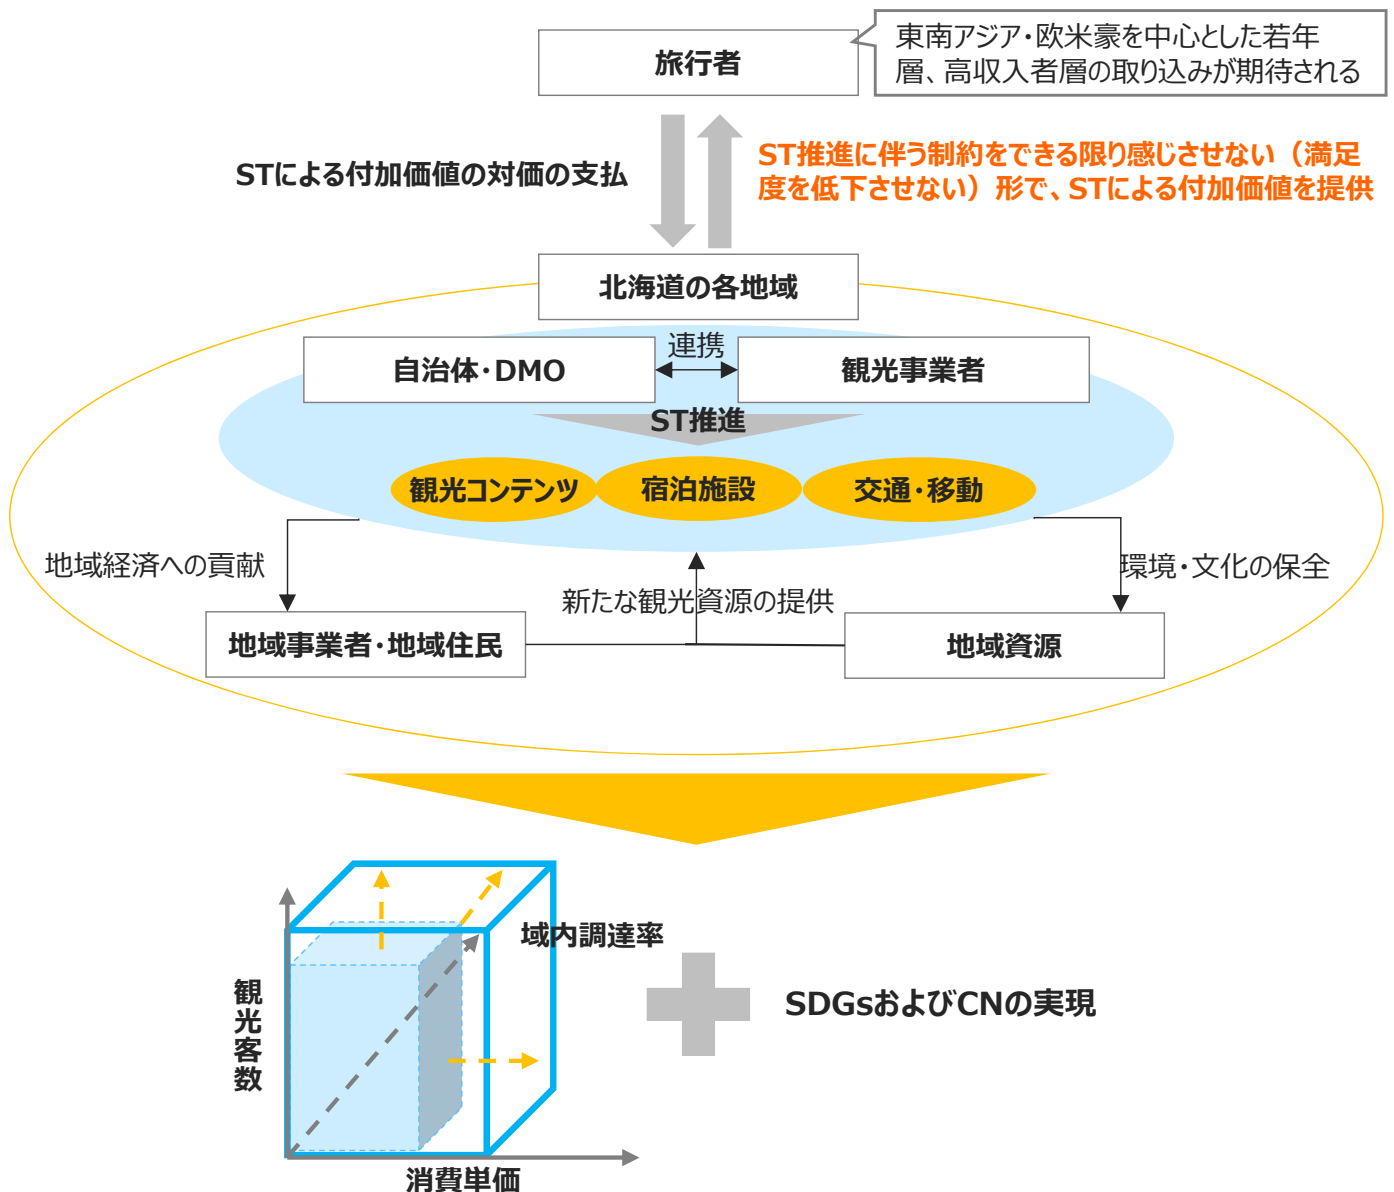 旅行者
東南アジア・欧米豪を中心とした若年
層、高収入者層の取り込みが期待される
STによる付加価値の対価の支払
ST推進に伴う制約をできる限り感じさせない（満足
度を低下させない）形で、STによる付加価値を提供
北海道の各地域
自治体・DMO
連携
観光事業者
ST推進
観光コンテンツ
宿泊施設
交通・移動
地域経済への貢献
新たな観光資源の提供
環境・文化の保全
地域事業者・地域住民
地域資源
域内調達率
観光客数
消費単価
SDGsおよびCNの実現